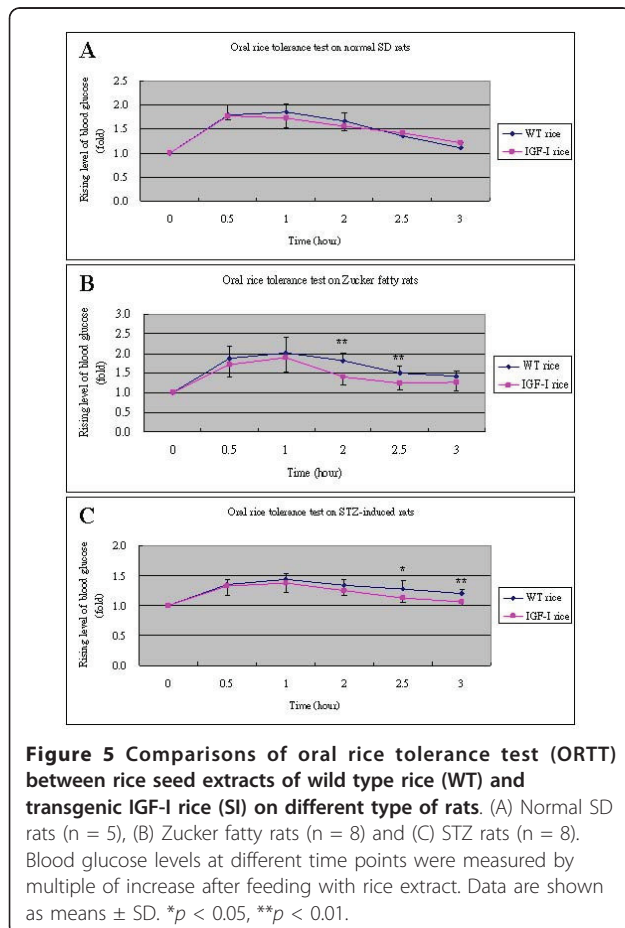 A
Oral rice tolerance test on normal SD rats
Rising level of blood glucose
(fold)
2.5
2.0
1.5
1.0
0.5
0.0
0 0.5 1 2 2.5 3
Time (hour)
WT rice
IGF-I rice
B
Oral rice tolerance test on Zucker fatty rats
Rising level of blood glucose
(fold)
3.0
2.5
2.0
1.5
1.0
0.5
0.0
** **
0 0.5 1 2 2.5 3
Time (hour)
WT rice
IGF-I rice
C
Oral rice tolerance test on STZ-induced rats
Rising level of blood glucose
(fold)
2.0
1.5
1.0
0.5
0.0
* **
0 0.5 1 2 2.5 3
Time (hour)
WT rice
IGF-I rice
Figure 5 Comparisons of oral rice tolerance test (ORTT)
between rice seed extracts of wild type rice (WT) and
transgenic IGF-I rice (SI) on different type of rats. (A) Normal SD
rats (n = 5), (B) Zucker fatty rats (n = 8) and (C) STZ rats (n = 8).
Blood glucose levels at different time points were measured by
multiple of increase after feeding with rice extract. Data are shown
as means ± SD. *p < 0.05, **p < 0.01.